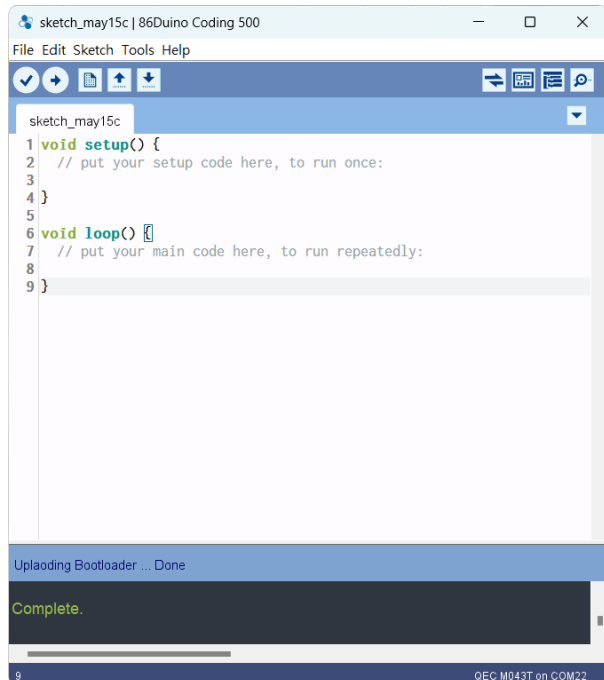 sketch_may15c | 86Duino Coding 500
File Edit Sketch Tools Help
sketch_may15c
1 void setup() {
2 // put your setup code here, to run once:
3
4 }
5
6 void loop() {
7 // put your main code here, to run repeatedly:
8
9 }
Uplaoding Bootloader ... Done
Complete.
9 QEC M043T on COM22